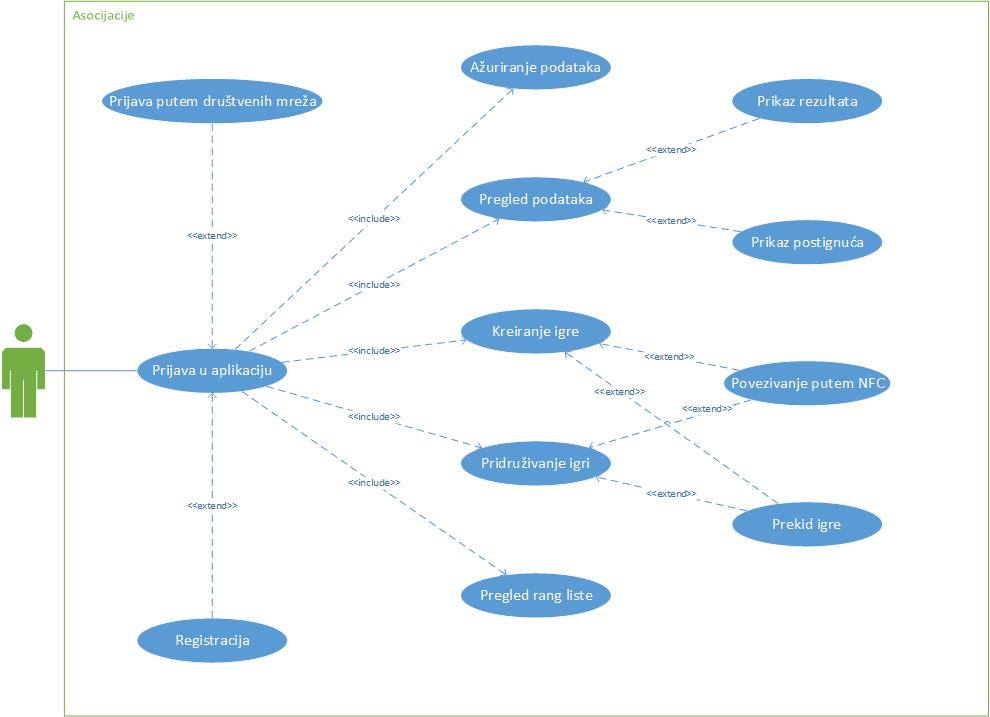 Asocijacije
Ažuriranje podataka
Prijava putem društvenih mreža
Prikaz rezultata
<<extend>>
Pregled podataka
<<include>>
<<extend>>
<<extend>>
Prikaz postignuća
<<include>>
Kreiranje igre
<<include>>
<<extend>>
Prijava u aplikaciju
Povezivanje putem NFC
<<extend>>
<<extend>>
<<include>>
Pridruživanje igri
<<include>>
<<extend>>
<<extend>>
Prekid igre
Pregled rang liste
Registracija